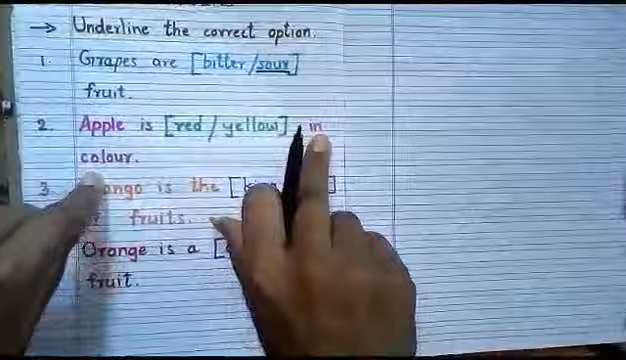 → Underline the correct option.
1. Grapes are [bitter/sour]
fruit.
2. Apple is [red/yellow] in
colour.
3. is the [
fruits.
Orange is a [
fruit.